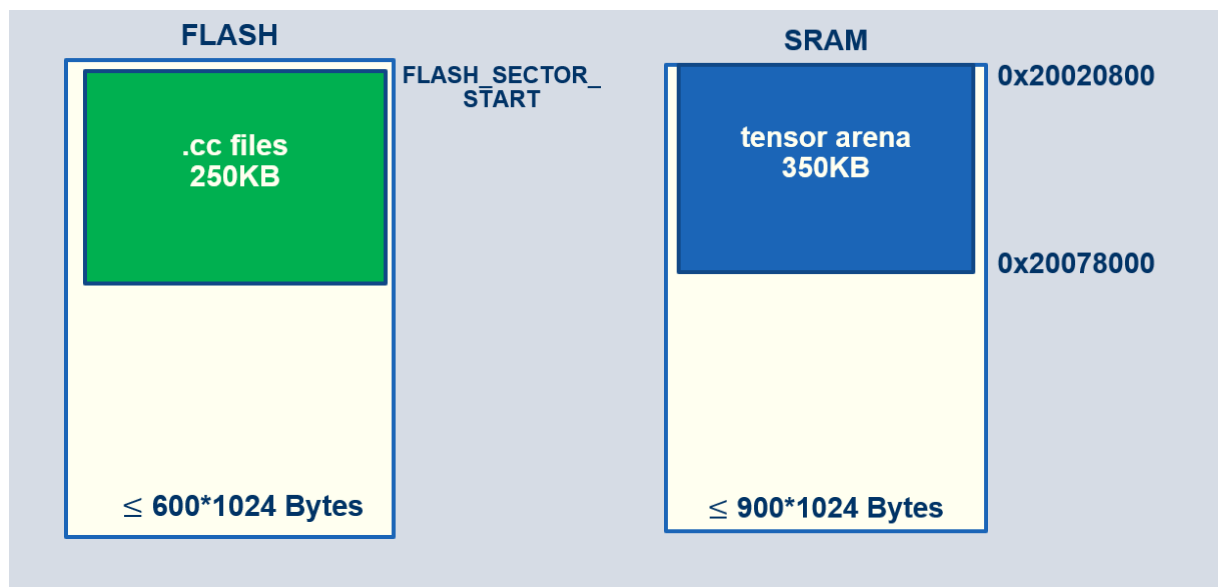 FLASH
FLASH_SECTOR_
START
.cc files
250KB
≤ 600*1024 Bytes
SRAM
0x20020800
tensor arena
350KB
0x20078000
≤ 900*1024 Bytes